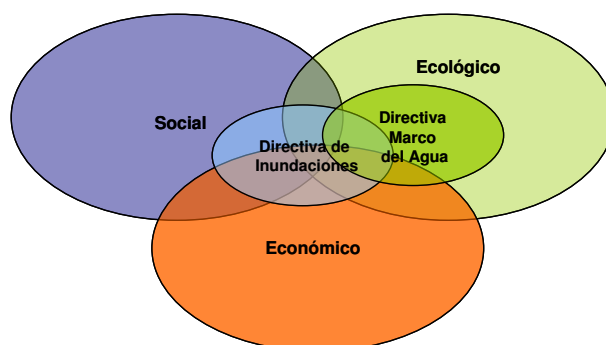 Social
Ecológico
Directiva de
Inundaciones
Directiva
Marco
del Agua
Económico